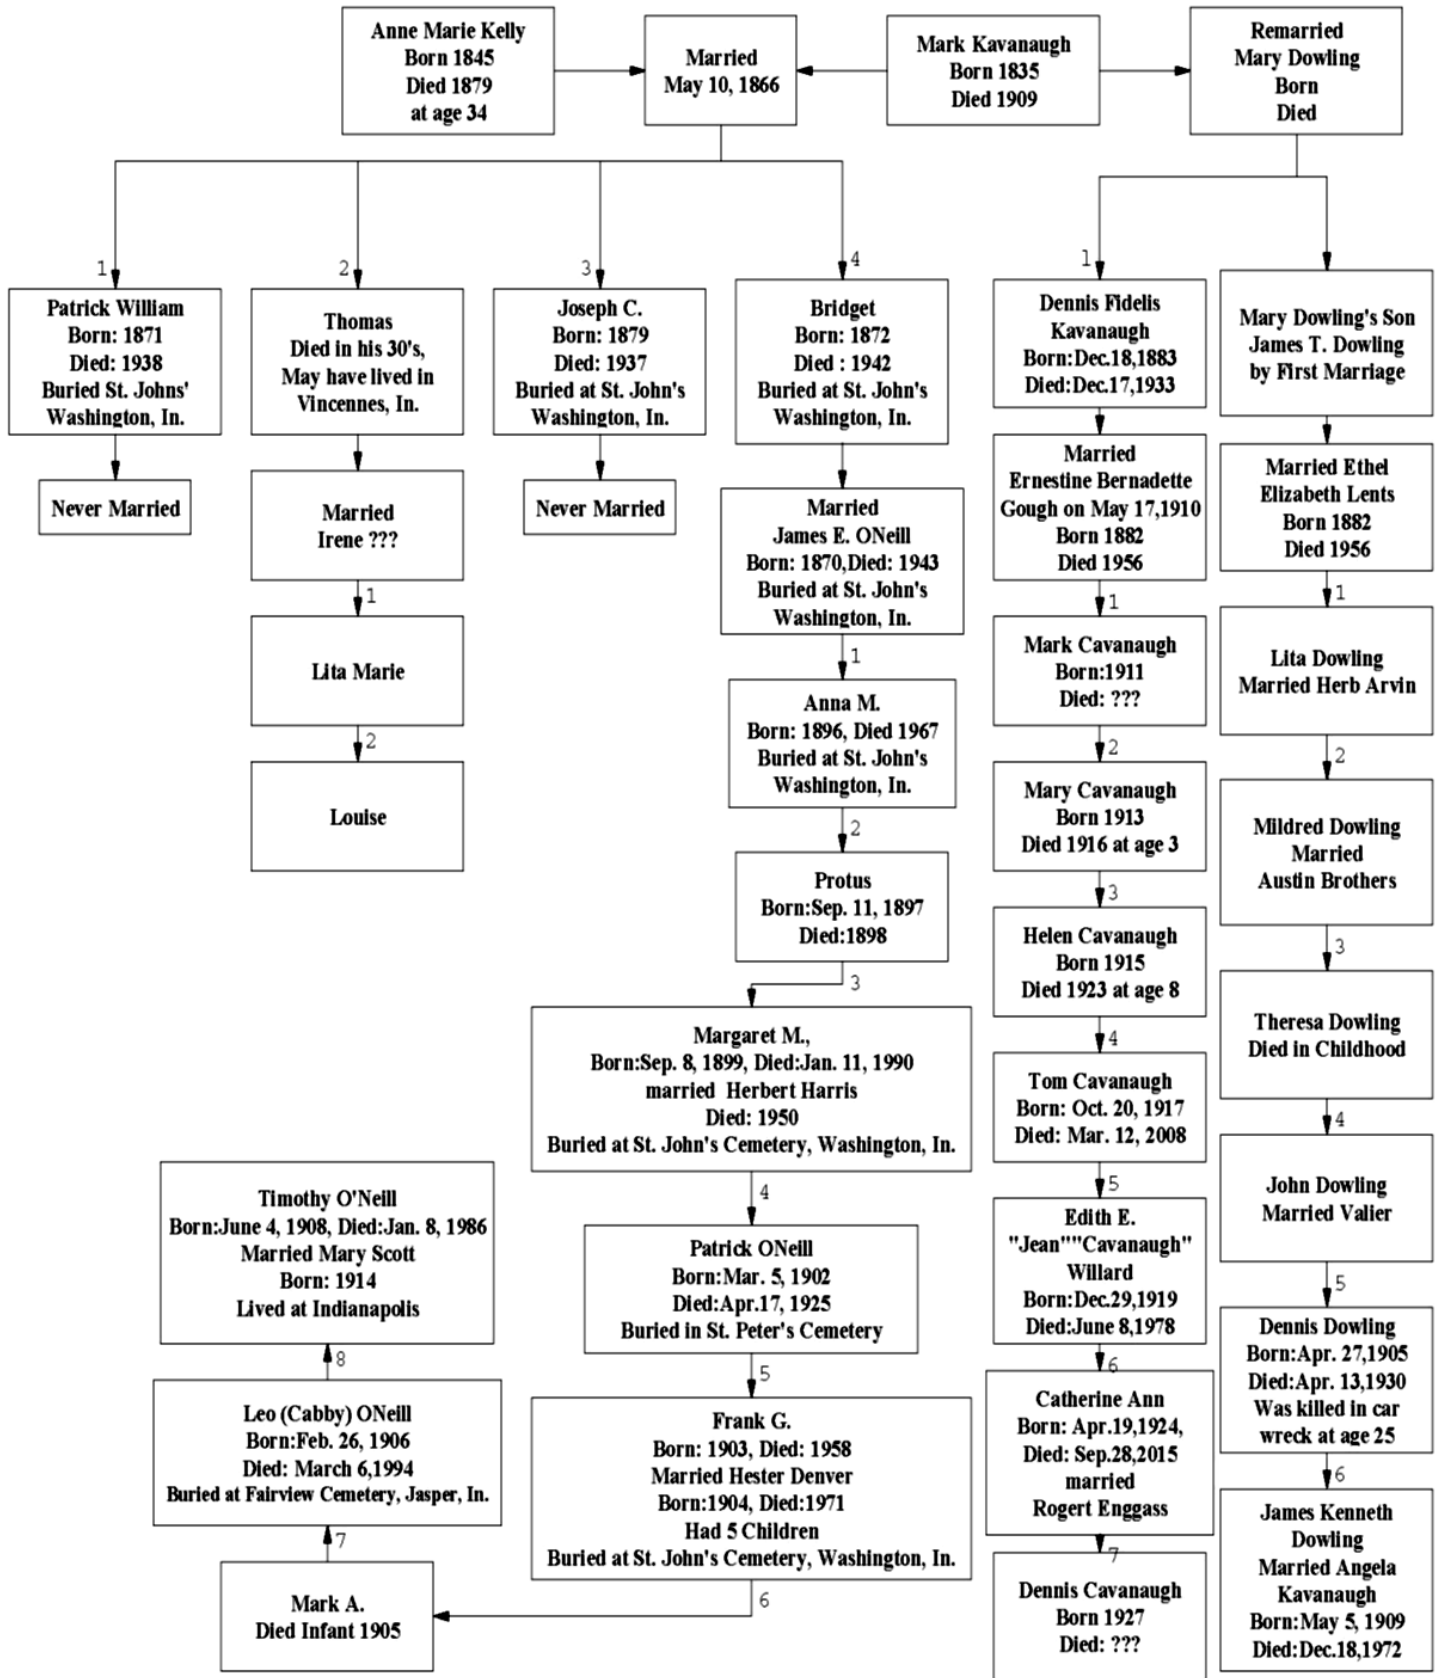 Anne Marie Kelly
Born 1845
Died 1879
at age 34
Married
May 10, 1866
Mark Kavanaugh
Born 1835
Died 1909
Remarried
Mary Dowling
Born
Died
1
2
3
4
1
Patrick William
Born: 1871
Died: 1938
Buried St. Johns'
Washington, In.
Never Married
Thomas
Died in his 30's,
May have lived in
Vincennes, In.
Married
Irene ???
1
Lita Marie
2
Louise
Joseph C.
Born: 1879
Died: 1937
Buried at St. John's
Washington, In.
Never Married
Bridget
Born: 1872
Died : 1942
Buried at St. John's
Washington, In.
Married
James E. ONeill
Born: 1870,Died: 1943
Buried at St. John's
Washington, In.
1
Anna M.
Born: 1896, Died 1967
Buried at St. John's
Washington, In.
2
Protus
Born:Sep. 11, 1897
Died:1898
3
Margaret M.,
Born:Sep. 8, 1899, Died:Jan. 11, 1990
married Herbert Harris
Died: 1950
Buried at St. John's Cemetery, Washington, In.
4
Patrick ONeill
Born:Mar. 5, 1902
Died:Apr.17, 1925
Buried in St. Peter's Cemetery
5
Frank G.
Born: 1903, Died: 1958
Married Hester Denver
Born:1904, Died:1971
Had 5 Children
Buried at St. John's Cemetery, Washington, In.
6
Mark A.
Died Infant 1905
7
Leo (Cabby) ONeill
Born:Feb. 26, 1906
Died: March 6,1994
Buried at Fairview Cemetery, Jasper, In.
8
Timothy O'Neill
Born:June 4, 1908, Died:Jan. 8, 1986
Married Mary Scott
Born: 1914
Lived at Indianapolis
Dennis Fidelis
Kavanaugh
Born:Dec.18,1883
Died:Dec.17,1933
Married
Ernestine Bernadette
Gough on May 17,1910
Born 1882
Died 1956
1
Mark Cavanaugh
Born:1911
Died: ???
2
Mary Cavanaugh
Born 1913
Died 1916 at age 3
3
Helen Cavanaugh
Born 1915
Died 1923 at age 8
4
Tom Cavanaugh
Born: Oct. 20, 1917
Died: Mar. 12, 2008
5
Edith E.
"Jean""Cavanaugh"
Willard
Born:Dec.29,1919
Died:June 8,1978
6
Catherine Ann
Born: Apr.19,1924,
Died: Sep.28,2015
married
Rogert Enggass
7
Dennis Cavanaugh
Born 1927
Died: ???
Mary Dowling's Son
James T. Dowling
by First Marriage
Married Ethel
Elizabeth Lents
Born 1882
Died 1956
1
Lita Dowling
Married Herb Arvin
2
Mildred Dowling
Married
Austin Brothers
3
Theresa Dowling
Died in Childhood
4
John Dowling
Married Valier
5
Dennis Dowling
Born:Apr. 27,1905
Died:Apr. 13,1930
Was killed in car
wreck at age 25
6
James Kenneth
Dowling
Married Angela
Kavanaugh
Born:May 5, 1909
Died:Dec.18,1972